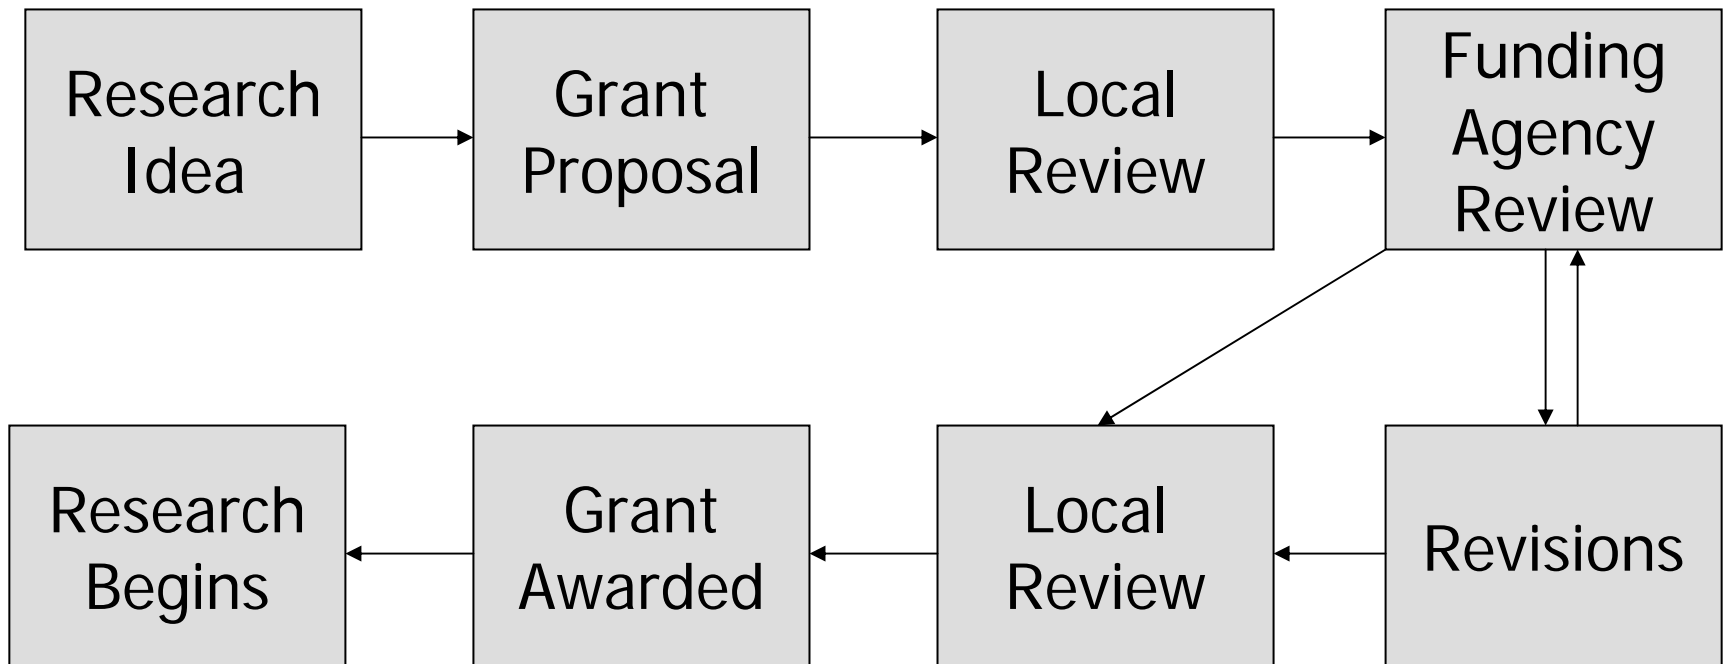 Research
Idea
Grant
Proposal
Local
Review
Funding
Agency
Review
Research
Begins
Grant
Awarded
Local
Review
Revisions